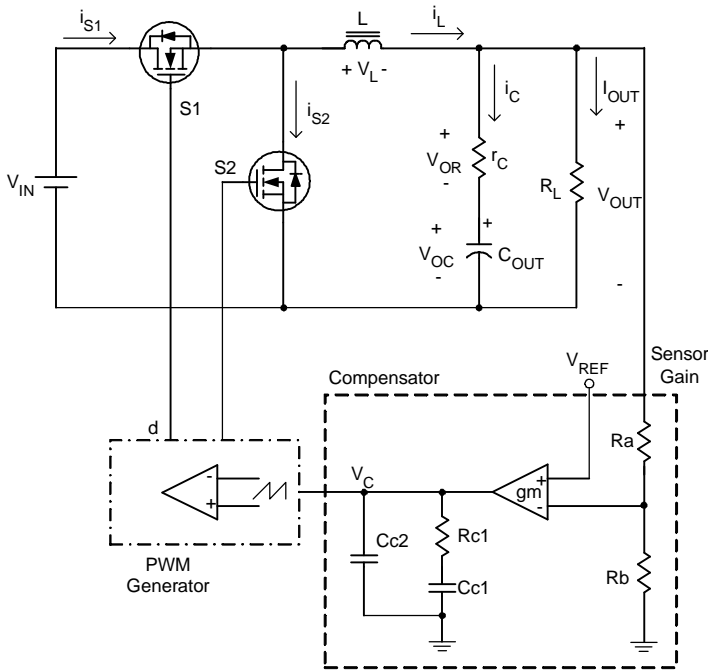 iS1
L
iL
+ VL -
S1
iS2
iC
IOUT
+
S2
+
VOR
-
rC
VIN
RL
VOUT
+
VOC
-
+
COUT
-
VREF
Sensor
Gain
Compensator
d
Ra
VC
-
+
+
gm
-
Rc1
Cc2
Rb
PWM
Generator
Cc1